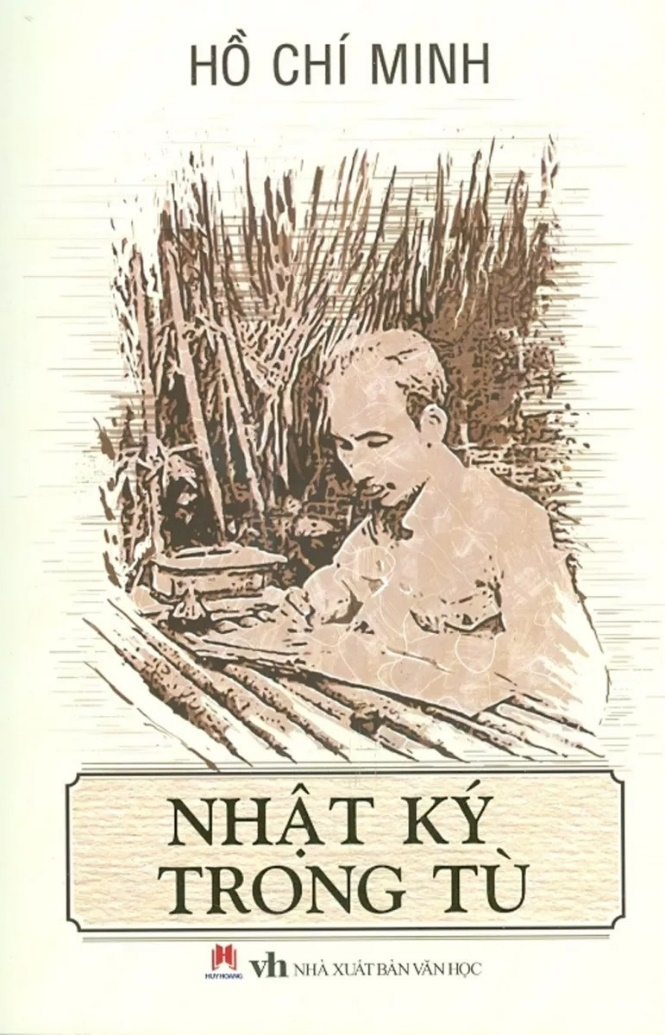 HỒ CHÍ MINH
NHẬT KÝ
TRONG TÙ
HUY HOANG
vh NHÀ XUẤT BẢN VĂN HỌC